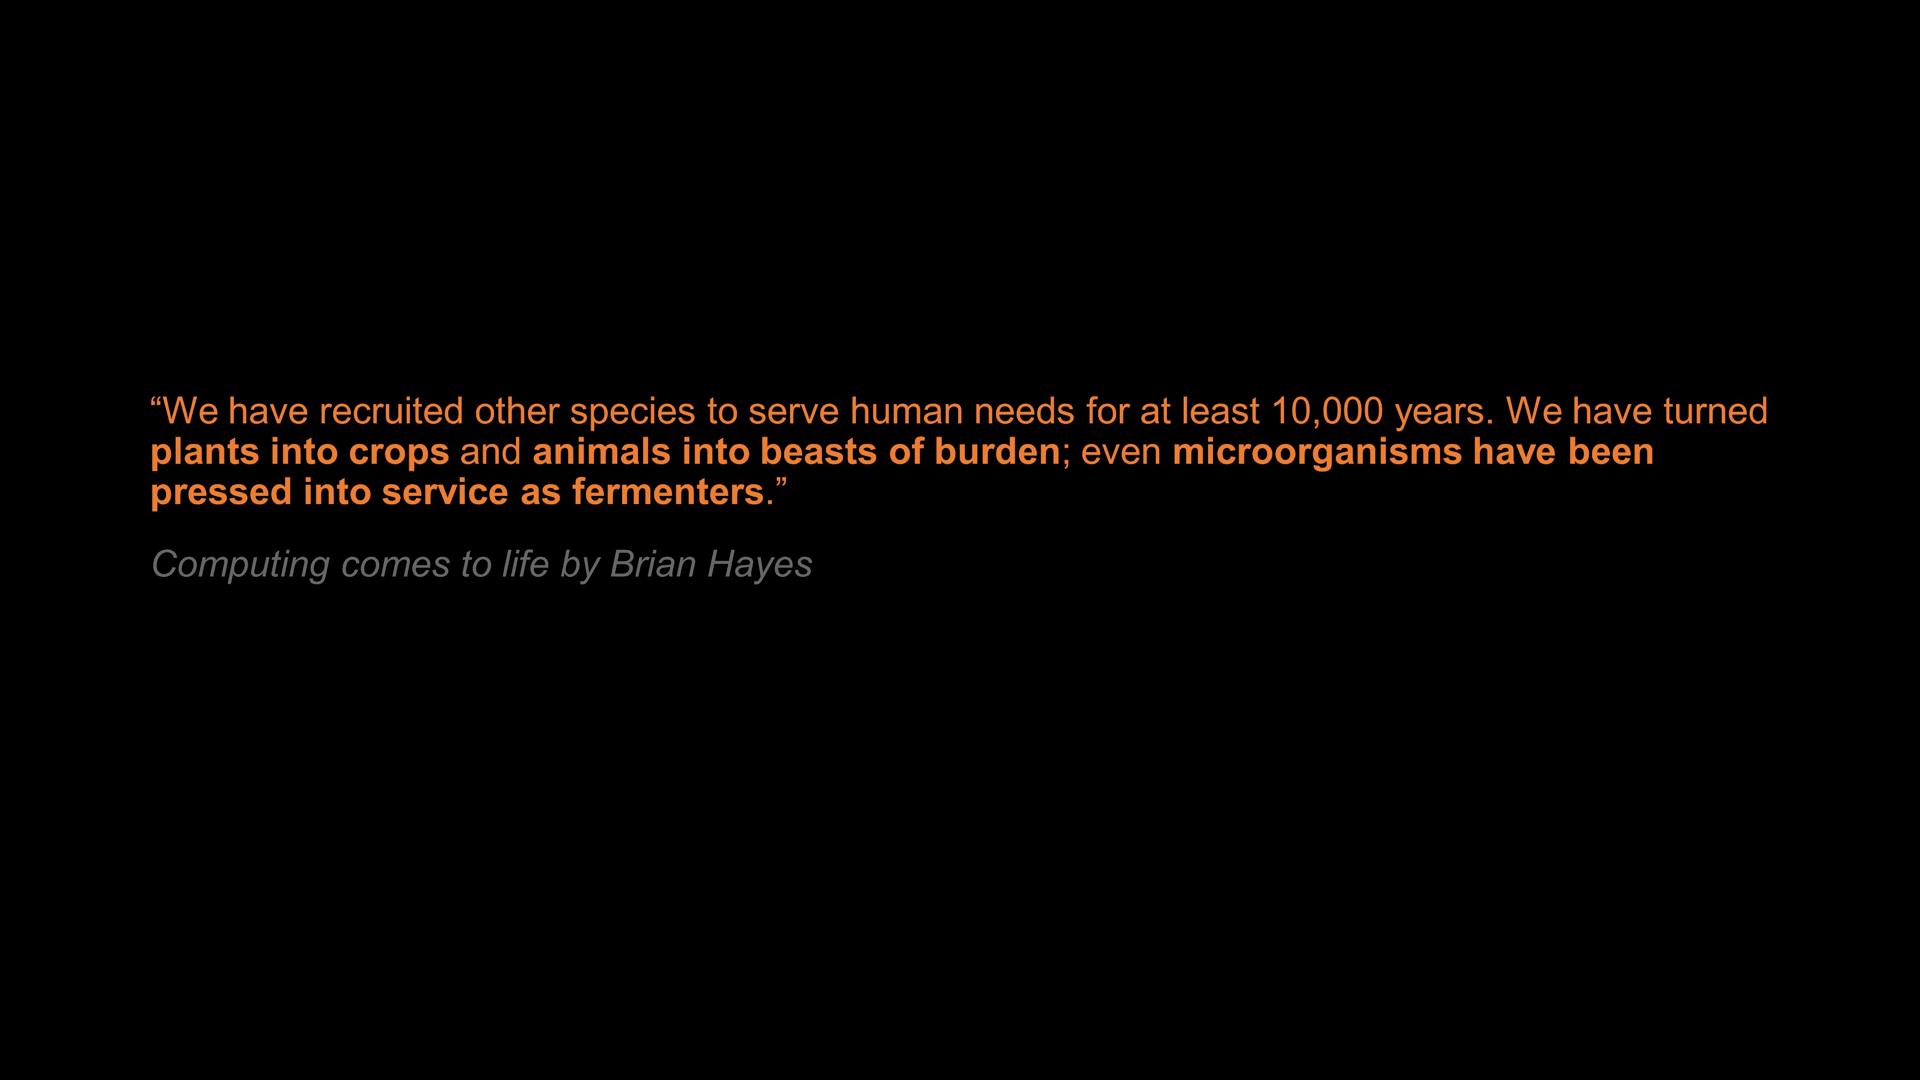 “We have recruited other species to serve human needs for at least 10,000 years. We have turned
plants into crops and animals into beasts of burden; even microorganisms have been
pressed into service as fermenters.”
Computing comes to life by Brian Hayes